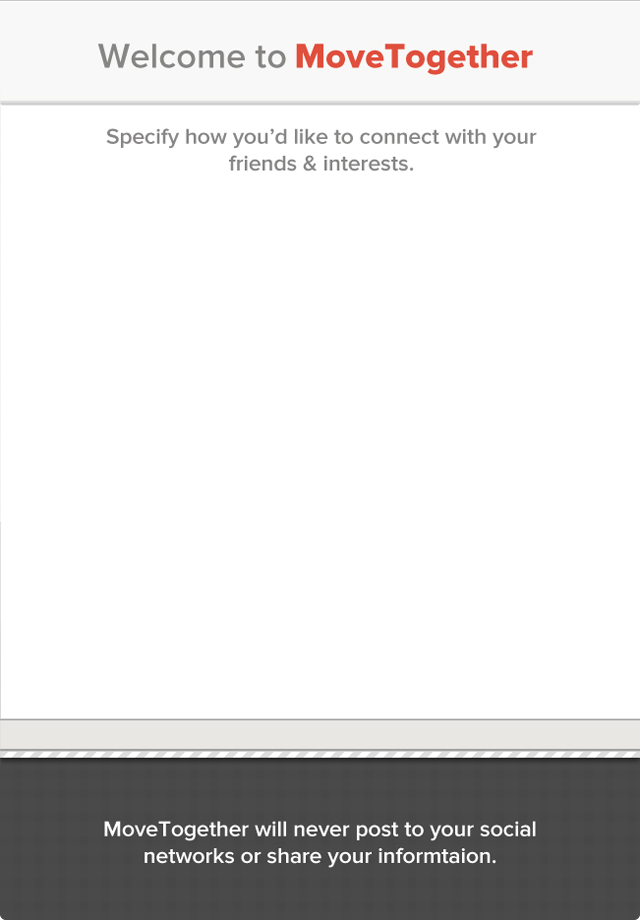 Welcome to MoveTogether
Specify how you’d like to connect with your
friends & interests.
MoveTogether will never post to your social
networks or share your informtaion.